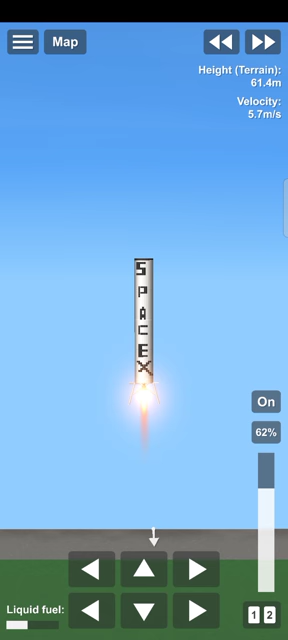 Map
Height (Terrain):
61.4m
Velocity:
5.7m/s
SPACEX
On
62%
Liquid fuel:
1 2